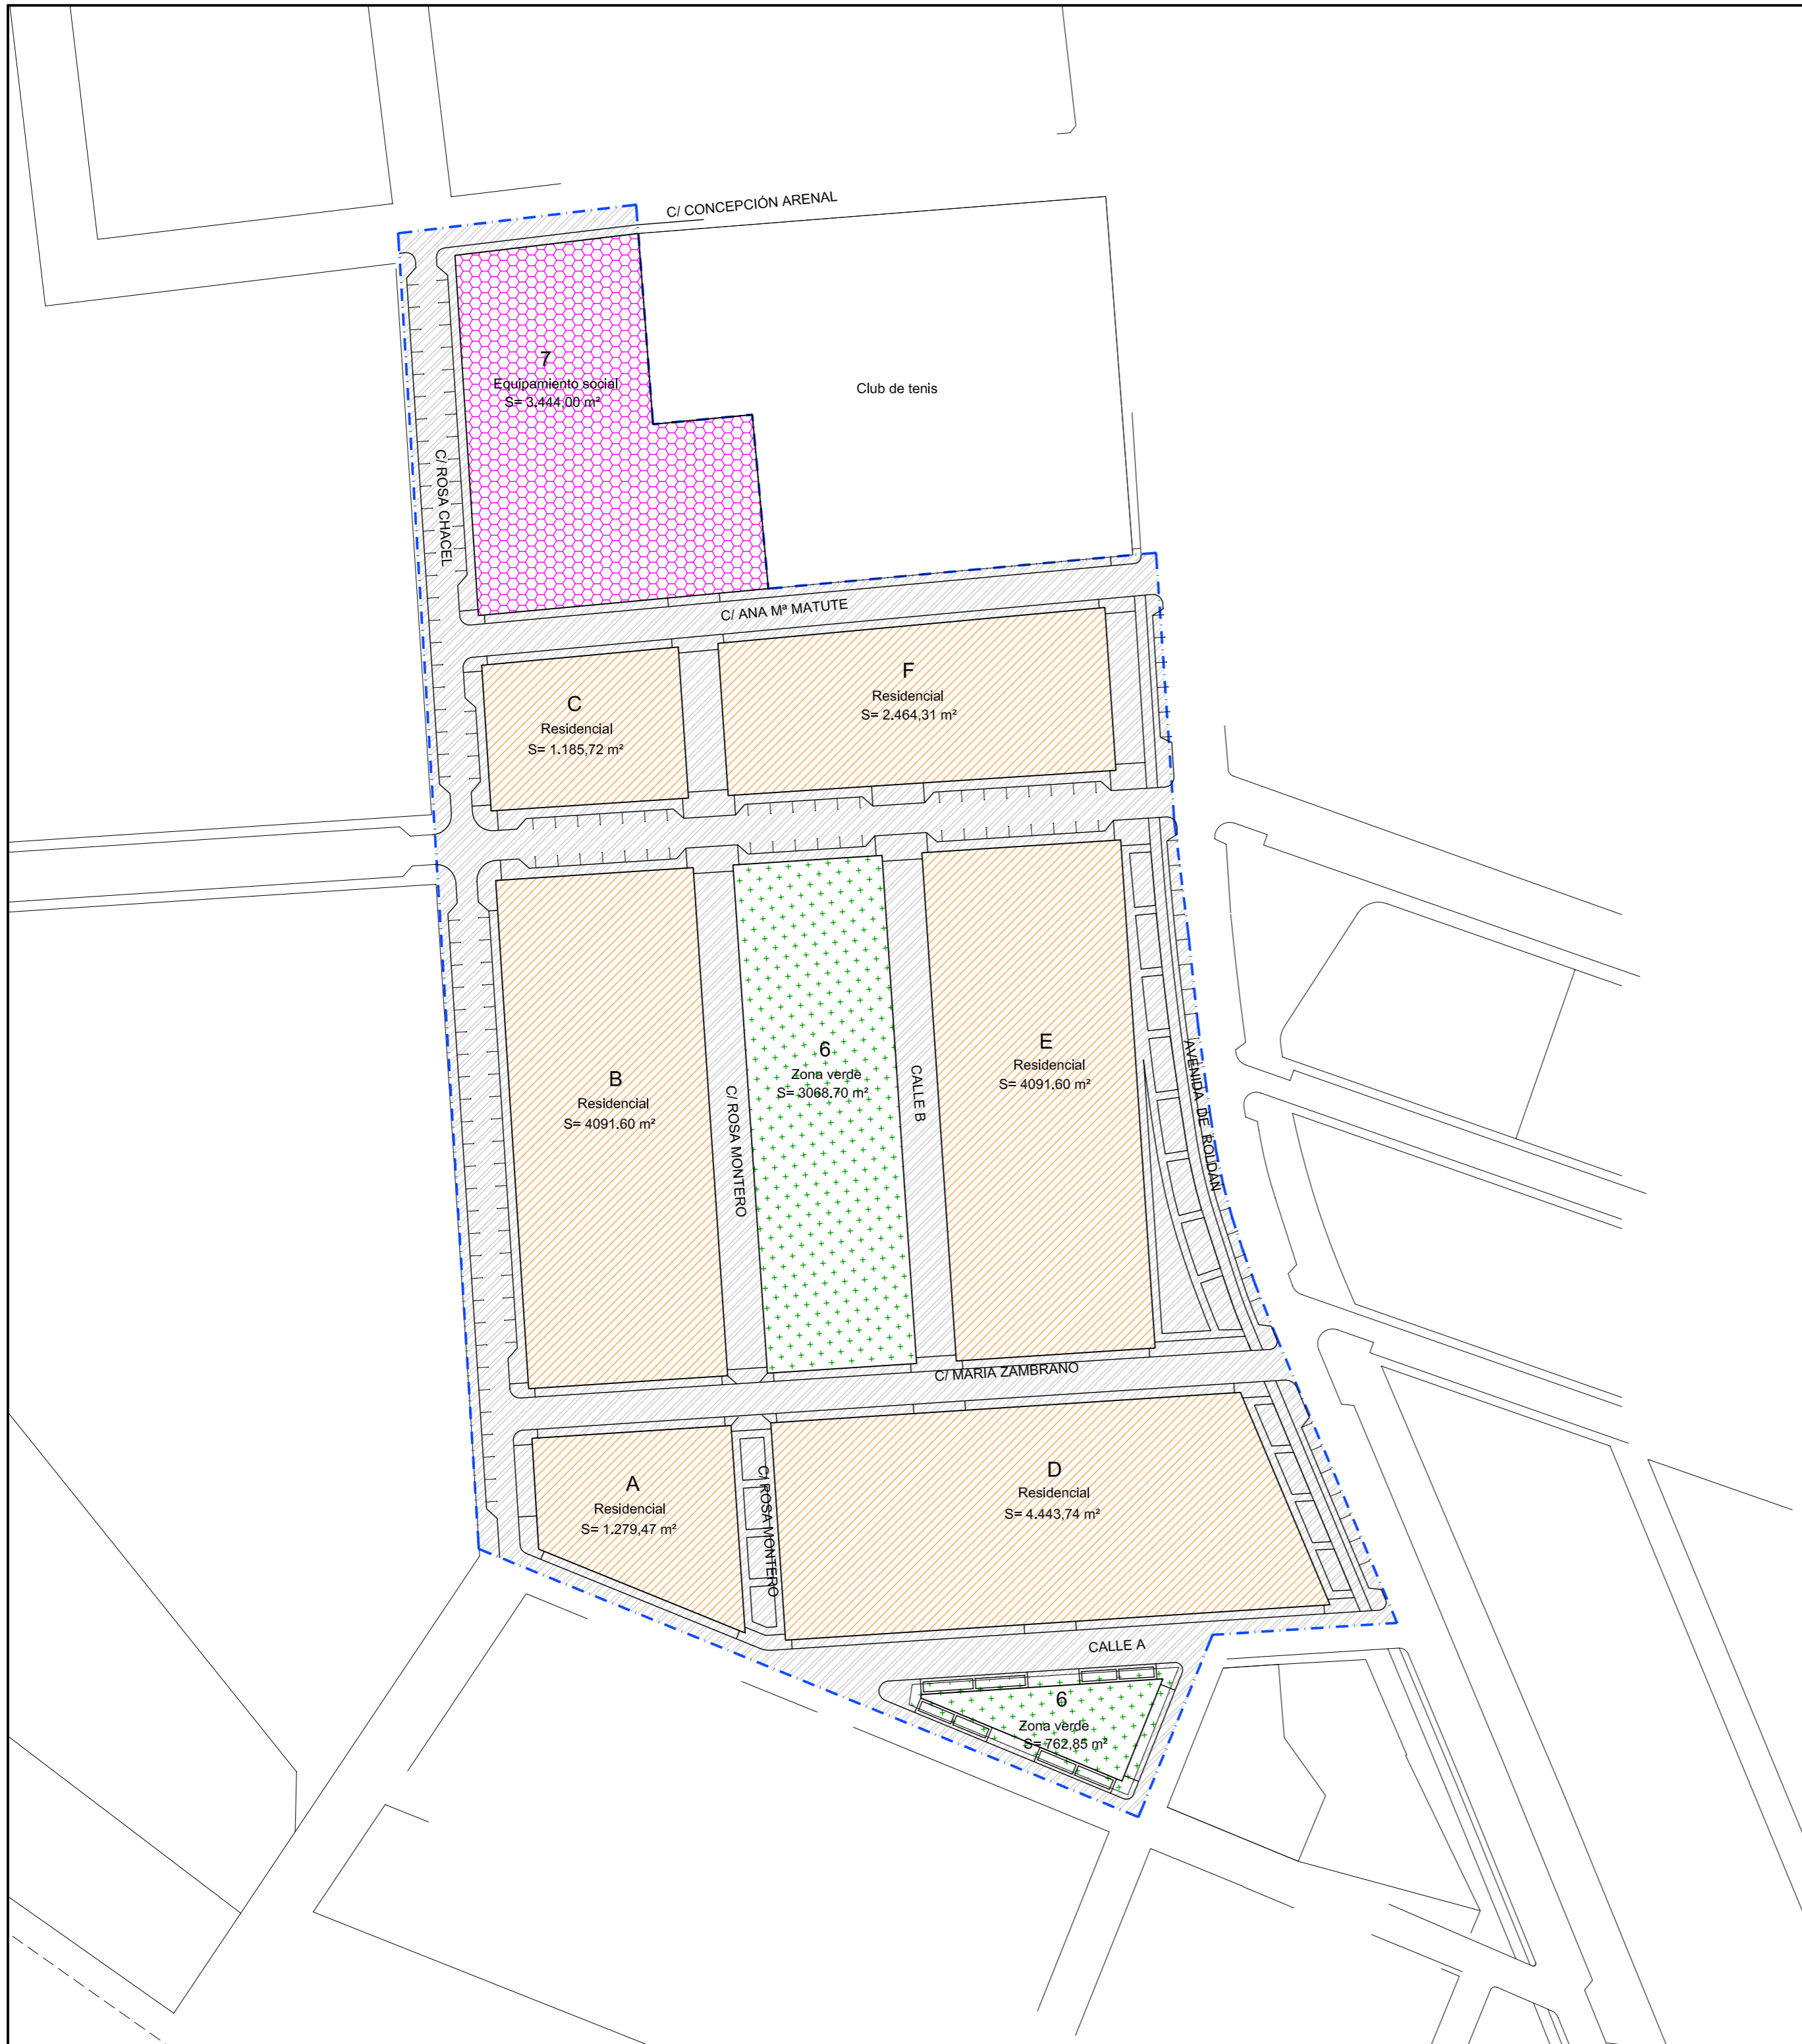 C/ CONCEPCIÓN ARENAL
7
Equipamiento social
S= 3.444,00 m²
Club de tenis
C/ ROSA CHACEL
C/ ANA Mª MATUTE
C
Residencial
S= 1.185,72 m²
F
Residencial
S= 2.464,31 m²
B
Residencial
S= 4091.60 m²
C/ ROSA MONTERO
6
Zona verde
S= 3068.70 m²
CALLE B
E
Residencial
S= 4091.60 m²
AVENIDA DE ROLDAN
C/ MARIA ZAMBRANO
A
Residencial
S= 1.279,47 m²
C/ ROSA MONTERO
D
Residencial
S= 4.443,74 m²
CALLE A
6
Zona verde
S= 762,85 m²